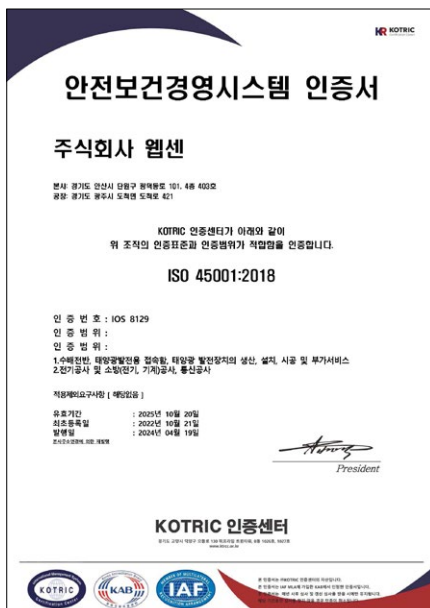 KR KOTRIC
안전보건경영시스템 인증서
주식회사 웹센
본사: 경기도 안산시 단원구 광덕동로 101, 4층 403호
공장: 경기도 광주시 도척면 도척로 421
KOTRIC 인증센터가 아래와 같이
위 조직의 인증표준과 인증범위가 적합함을 인증합니다.
ISO 45001:2018
인 증 번 호 : IOS 8129
인 증 범 위 :
인 증 범 위 :
1.수배전반, 태양광발전용 접속함, 태양광 발전장치의 생산, 설치, 시공 및 부가서비스
2.전기공사 및 소방(전기, 기계)공사, 통신공사
적용제외요구사항 [ 해당없음 ]
유효기간 : 2025년 10월 20일
최초등록일 : 2022년 10월 21일
발행일 : 2024년 04월 19일
President
KOTRIC 인증센터
KOTRIC
KAB
IAF